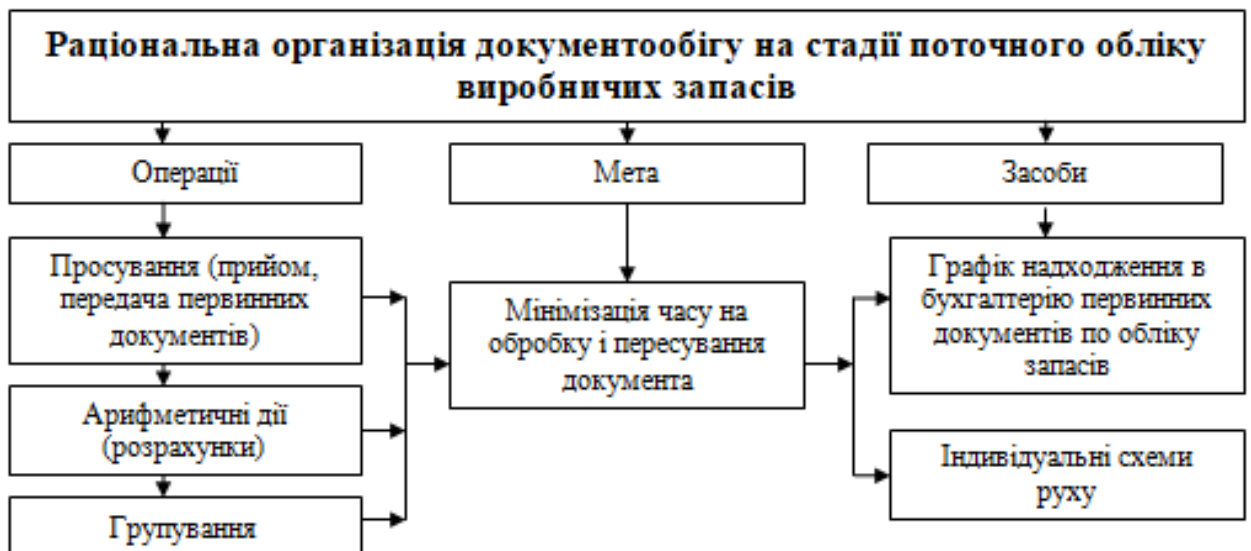 Раціональна організація документообігу на стадії поточного обліку
виробничих запасів
Операції
Мета
Засоби
Просування (прийом,
передача первинних
документів)
Арифметичні дії
(розрахунки)
Групування
Мінімізація часу на
обробку і пересування
документа
Графік надходження в
бухгалтерію первинних
документів по обліку
запасів
Індивідуальні схеми
руху